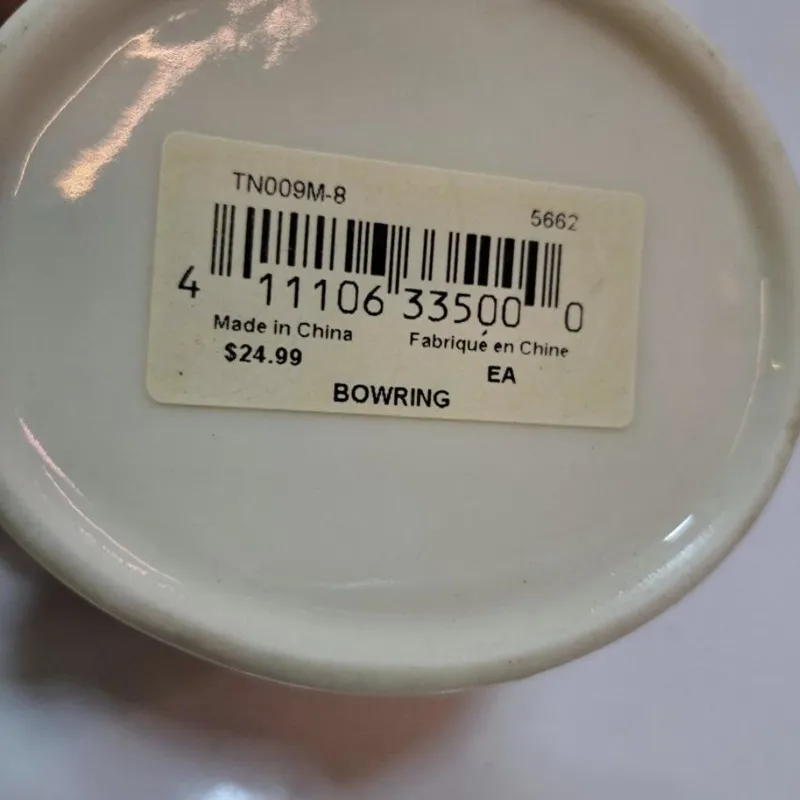 TN009M-8 5662
4 11106 33500 0
Made in China Fabriqué en Chine
$24.99 EA
BOWRING